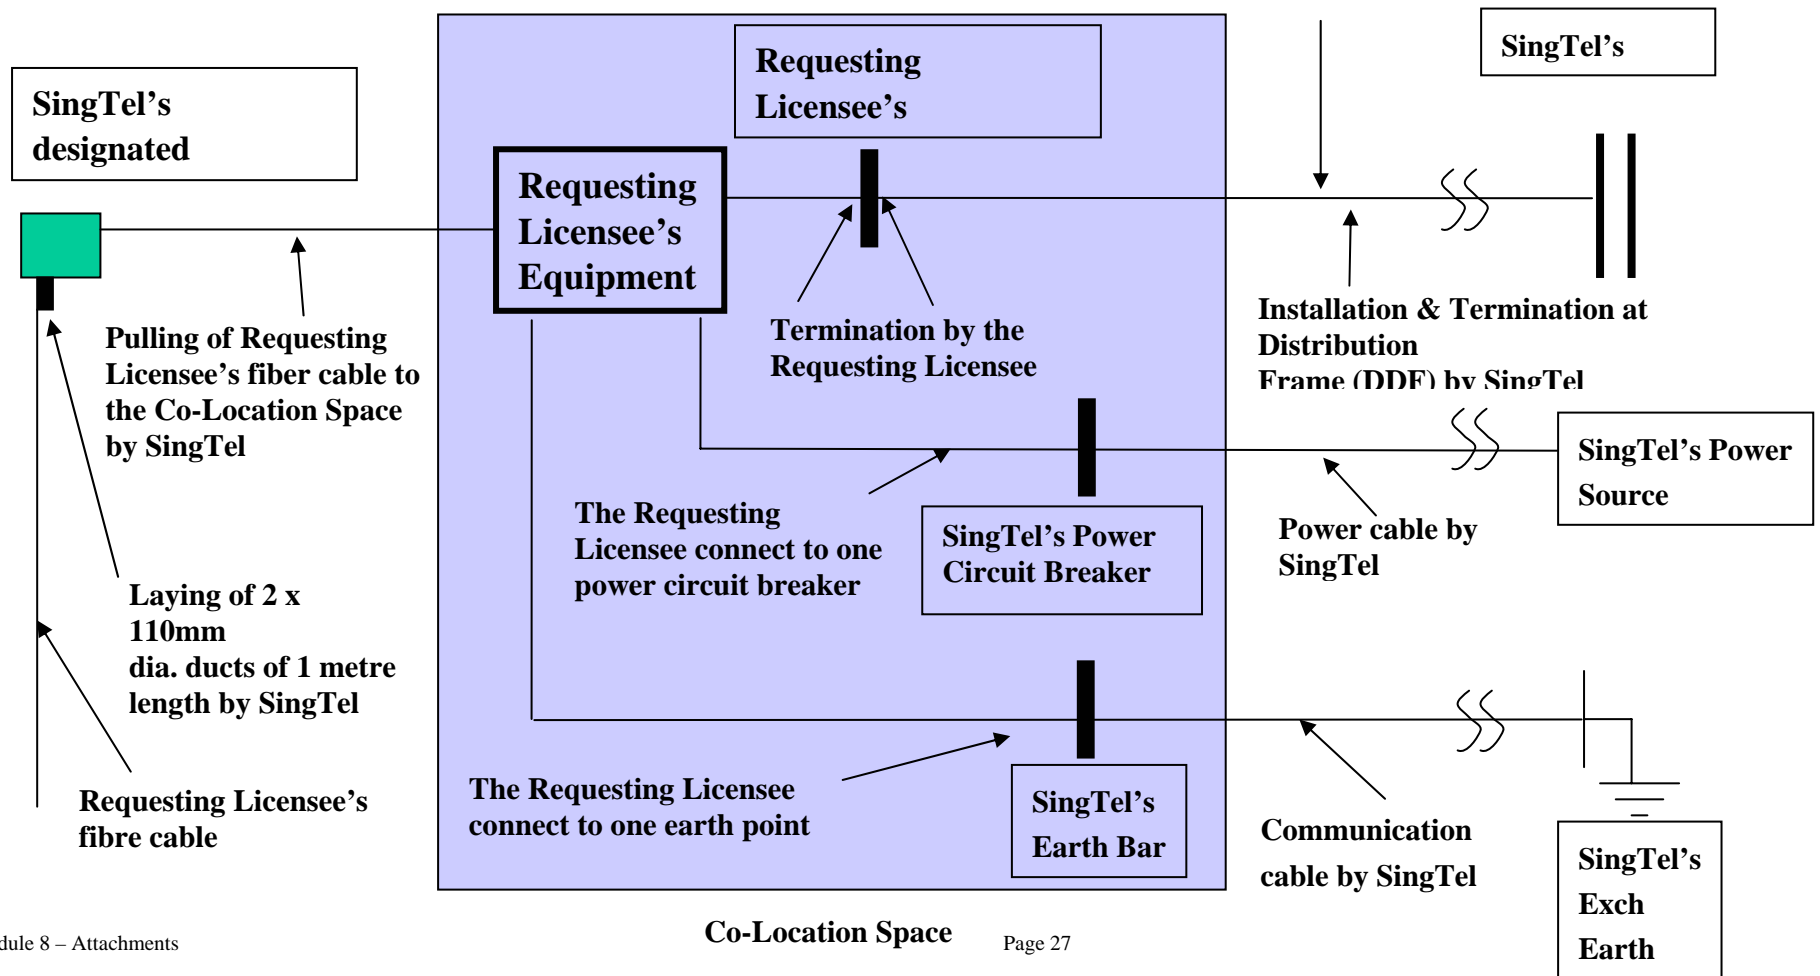 SingTel's
designated
Requesting
Licensee's
SingTel's
Requesting
Licensee's
Equipment
Pulling of Requesting
Licensee's fiber cable to
the Co-Location Space
by SingTel
Termination by the
Requesting Licensee
Installation & Termination at
Distribution
Frame (DDF) by SingTel
The Requesting
Licensee connect to one
power circuit breaker
SingTel's Power
Circuit Breaker
Power cable by
SingTel
SingTel's Power
Source
Laying of 2 x
110mm
dia. ducts of 1 metre
length by SingTel
Requesting Licensee's
fibre cable
The Requesting Licensee
connect to one earth point
SingTel's
Earth Bar
Communication
cable by SingTel
SingTel's
Exch
Earth
Co-Location Space
dule 8 – Attachments
Page 27